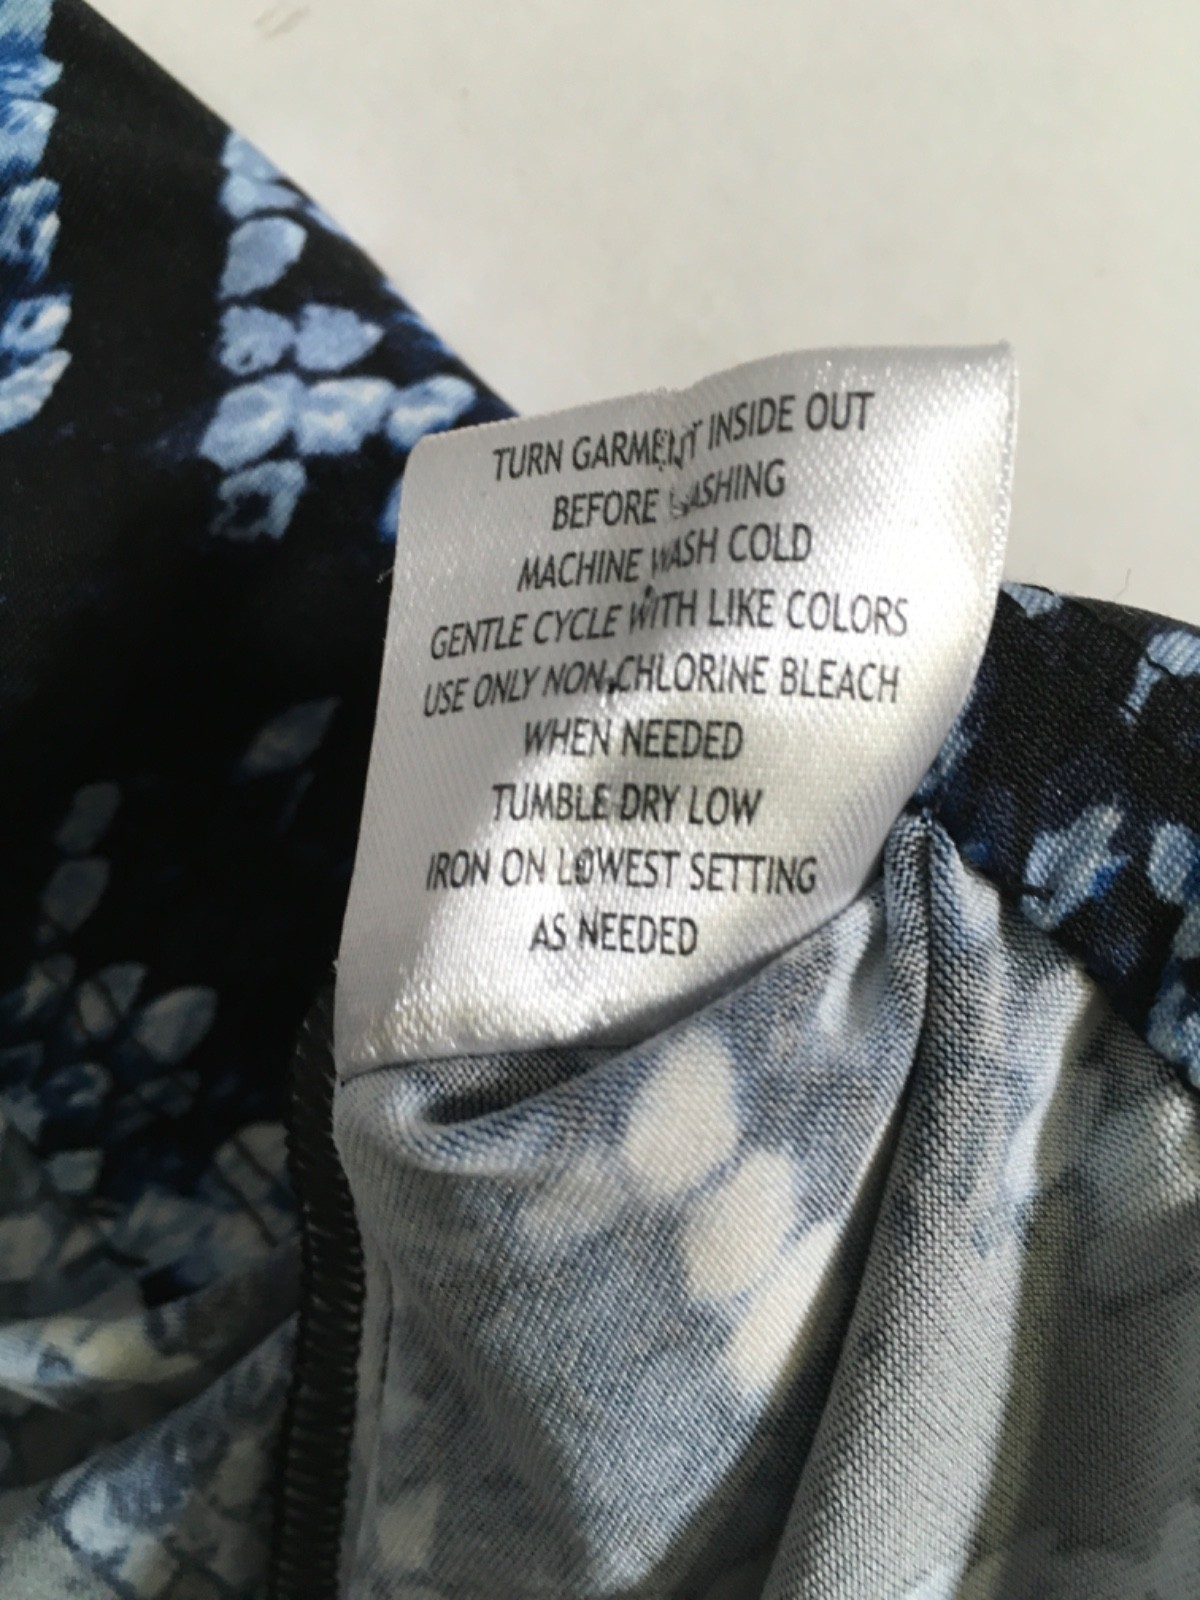 TURN GARMENT INSIDE OUT
BEFORE WASHING
MACHINE WASH COLD
GENTLE CYCLE WITH LIKE COLORS
USE ONLY NON-CHLORINE BLEACH
WHEN NEEDED
TUMBLE DRY LOW
IRON ON LOWEST SETTING
AS NEEDED